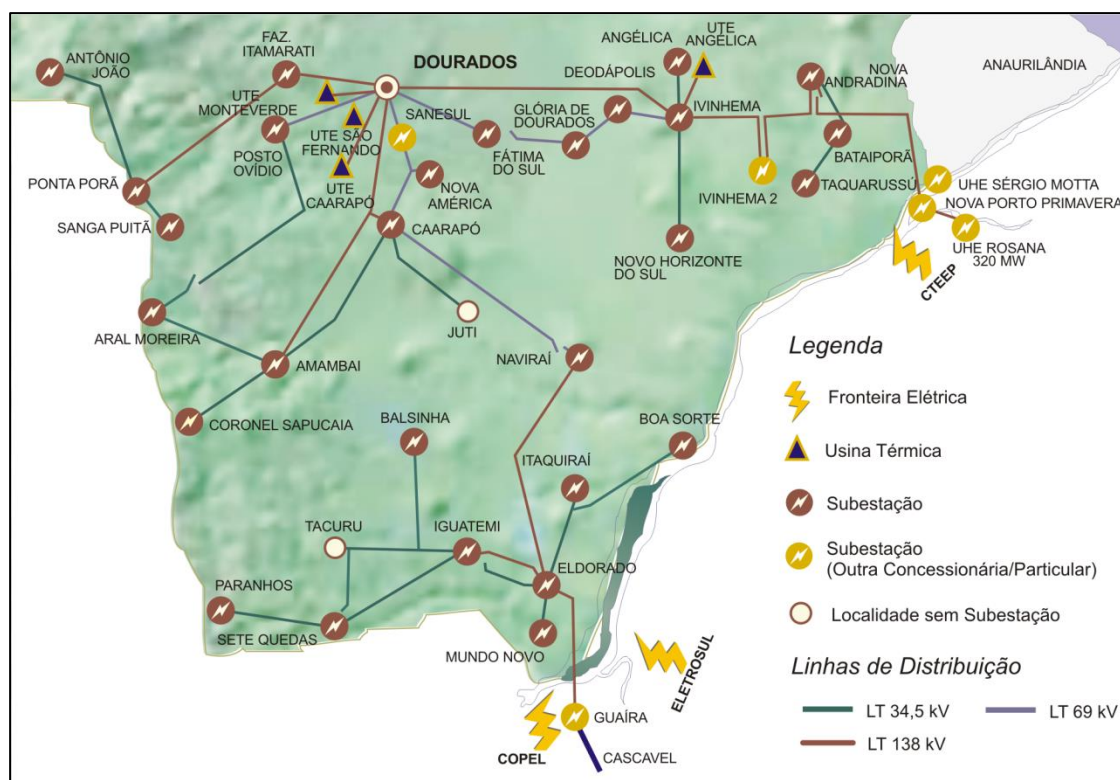 ANTÔNIO
JOÃO
FAZ.
ITAMARATI
DOURADOS
ANGÉLICA
UTE
ANGÉLICA
DEODÁPOLIS
NOVA
ANDRADINA
ANAURILÂNDIA
UTE
MONTEVERDE
SANESUL
GLÓRIA DE
DOURADOS
IVINHEMA
UTE SÃO
FERNANDO
POSTO
OVÍDIO
FÁTIMA
DO SUL
BATAIPORÃ
PONTA PORÃ
UTE
CAARAPÓ
NOVA
AMÉRICA
IVINHEMA 2
TAQUARUSSÚ
UHE SÉRGIO MOTTA
NOVA PORTO PRIMAVERA
SANGA PUITÃ
CAARAPÓ
NOVO HORIZONTE
DO SUL
UHE ROSANA
320 MW
CTEEP
ARAL MOREIRA
JUTI
NAVIRAÍ
AMAMBAI
CORONEL SAPUCAIA
BALSINHA
BOA SORTE
ITAQUIRAÍ
TACURU
IGUATEMI
ELDORADO
PARANHOS
SETE QUEDAS
MUNDO NOVO
ELETROSUL
GUAÍRA
COPEL
CASCAVEL
Legenda
Fronteira Elétrica
Usina Térmica
Subestação
Subestação
(Outra Concessionária/Particular)
Localidade sem Subestação
Linhas de Distribuição
LT 34,5 kV
LT 69 kV
LT 138 kV